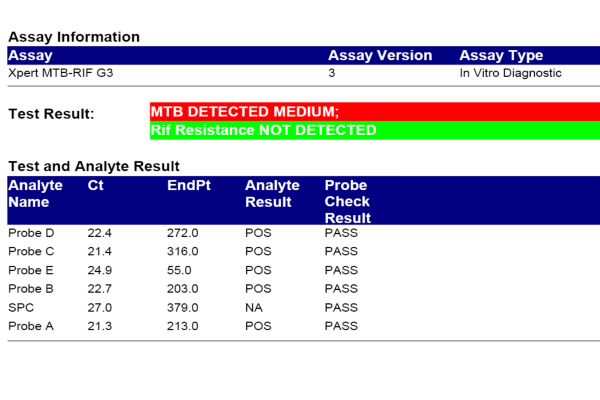 Assay Information
Assay Assay Version Assay Type
Xpert MTB-RIF G3 3 In Vitro Diagnostic
Test Result: MTB DETECTED MEDIUM;
Rif Resistance NOT DETECTED
Test and Analyte Result
Analyte Name Ct EndPt Analyte Result Probe Check Result
Probe D 22.4 272.0 POS PASS
Probe C 21.4 316.0 POS PASS
Probe E 24.9 55.0 POS PASS
Probe B 22.7 203.0 POS PASS
SPC 27.0 379.0 NA PASS
Probe A 21.3 213.0 POS PASS